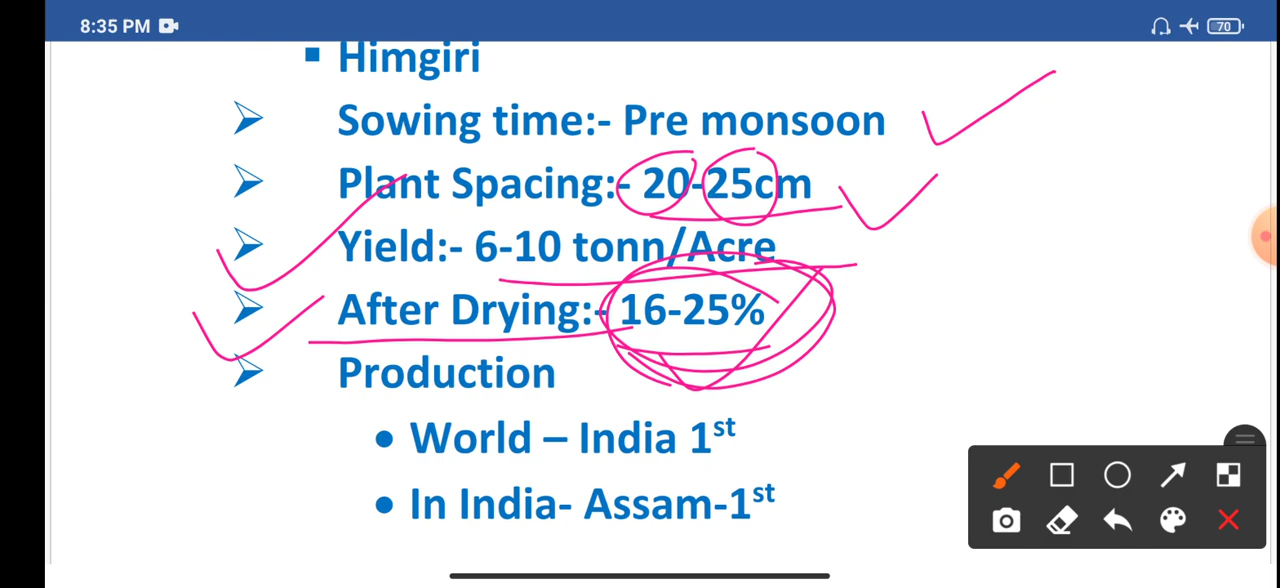 8:35 PM
70
▪ Himgiri
➢ Sowing time:- Pre monsoon
➢ Plant Spacing:- 20-25cm
➢ Yield:- 6-10 tonn/Acre
➢ After Drying:- 16-25%
➢ Production
• World – India 1st
• In India- Assam-1st